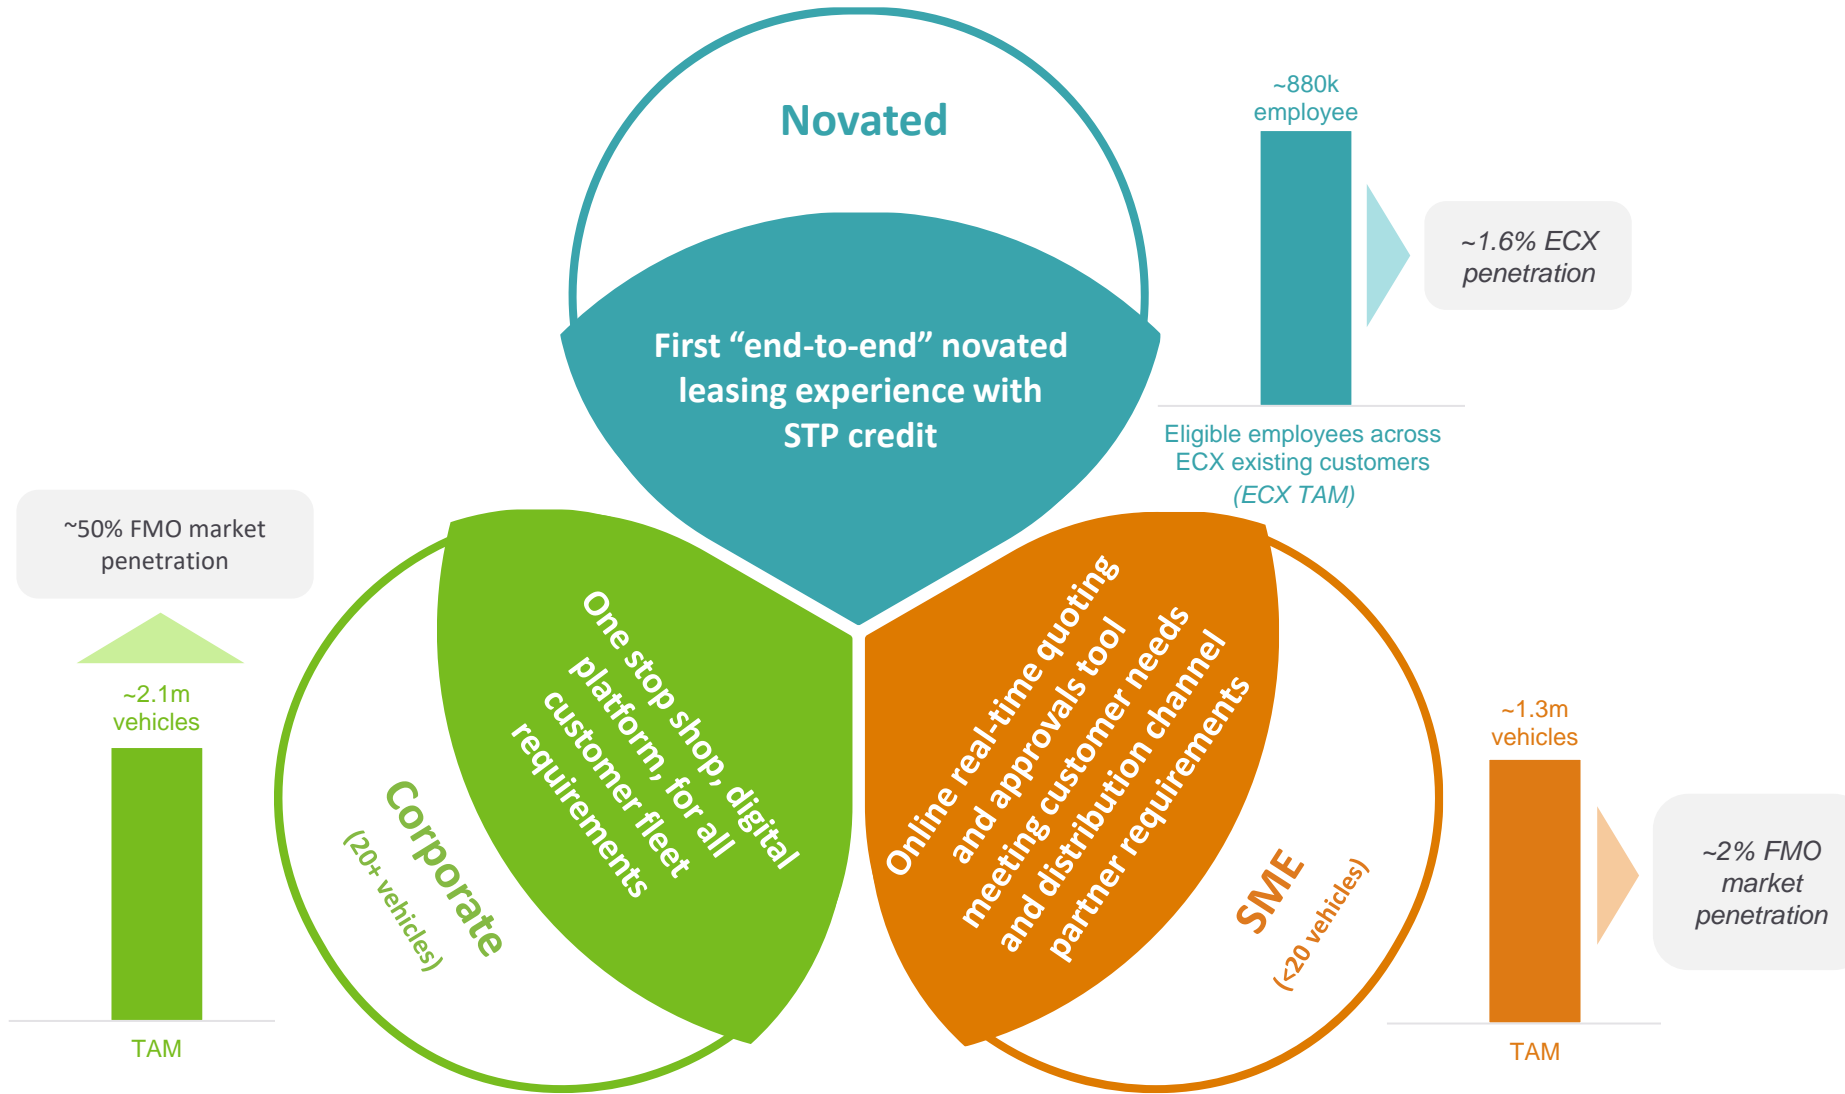 Novated
First “end-to-end” novated
leasing experience with
STP credit
~880k
employee
~1.6% ECX
penetration
Eligible employees across
ECX existing customers
(ECX TAM)
~50% FMO market
penetration
~2.1m
vehicles
TAM
Corporate
(20+ vehicles)
One stop shop, digital
platform, for all
customer fleet
requirements
Online real-time quoting
and approvals tool
meeting customer needs
and distribution channel
partner requirements
SME
(<20 vehicles)
~1.3m
vehicles
TAM
~2% FMO
market
penetration